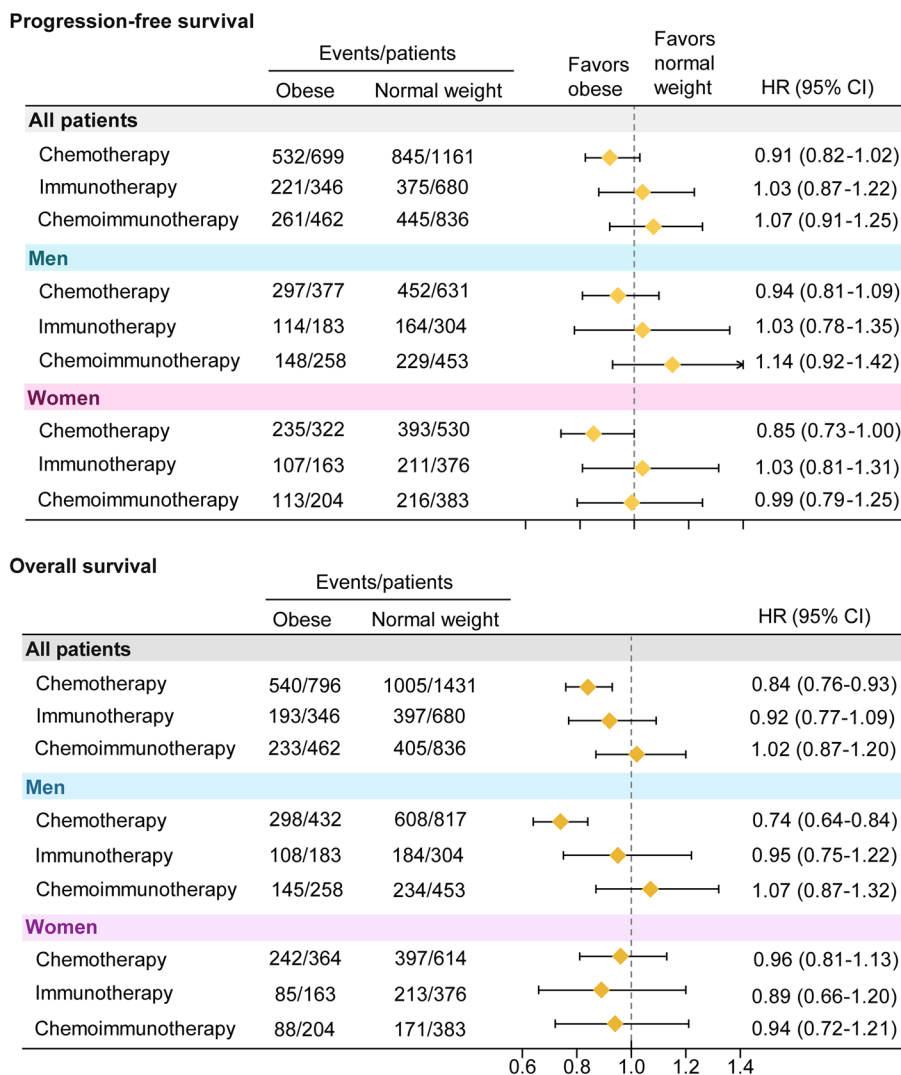 Progression-free survival
Events/patients Favors obese Favors normal weight
Obese Normal weight HR (95% CI)
All patients
Chemotherapy 532/699 845/1161 0.91 (0.82-1.02)
Immunotherapy 221/346 375/680 1.03 (0.87-1.22)
Chemoimmunotherapy 261/462 445/836 1.07 (0.91-1.25)
Men
Chemotherapy 297/377 452/631 0.94 (0.81-1.09)
Immunotherapy 114/183 164/304 1.03 (0.78-1.35)
Chemoimmunotherapy 148/258 229/453 1.14 (0.92-1.42)
Women
Chemotherapy 235/322 393/530 0.85 (0.73-1.00)
Immunotherapy 107/163 211/376 1.03 (0.81-1.31)
Chemoimmunotherapy 113/204 216/383 0.99 (0.79-1.25)
Overall survival
Events/patients
Obese Normal weight HR (95% CI)
All patients
Chemotherapy 540/796 1005/1431 0.84 (0.76-0.93)
Immunotherapy 193/346 397/680 0.92 (0.77-1.09)
Chemoimmunotherapy 233/462 405/836 1.02 (0.87-1.20)
Men
Chemotherapy 298/432 608/817 0.74 (0.64-0.84)
Immunotherapy 108/183 184/304 0.95 (0.75-1.22)
Chemoimmunotherapy 145/258 234/453 1.07 (0.87-1.32)
Women
Chemotherapy 242/364 397/614 0.96 (0.81-1.13)
Immunotherapy 85/163 213/376 0.89 (0.66-1.20)
Chemoimmunotherapy 88/204 171/383 0.94 (0.72-1.21)
0.6 0.8 1.0 1.2 1.4